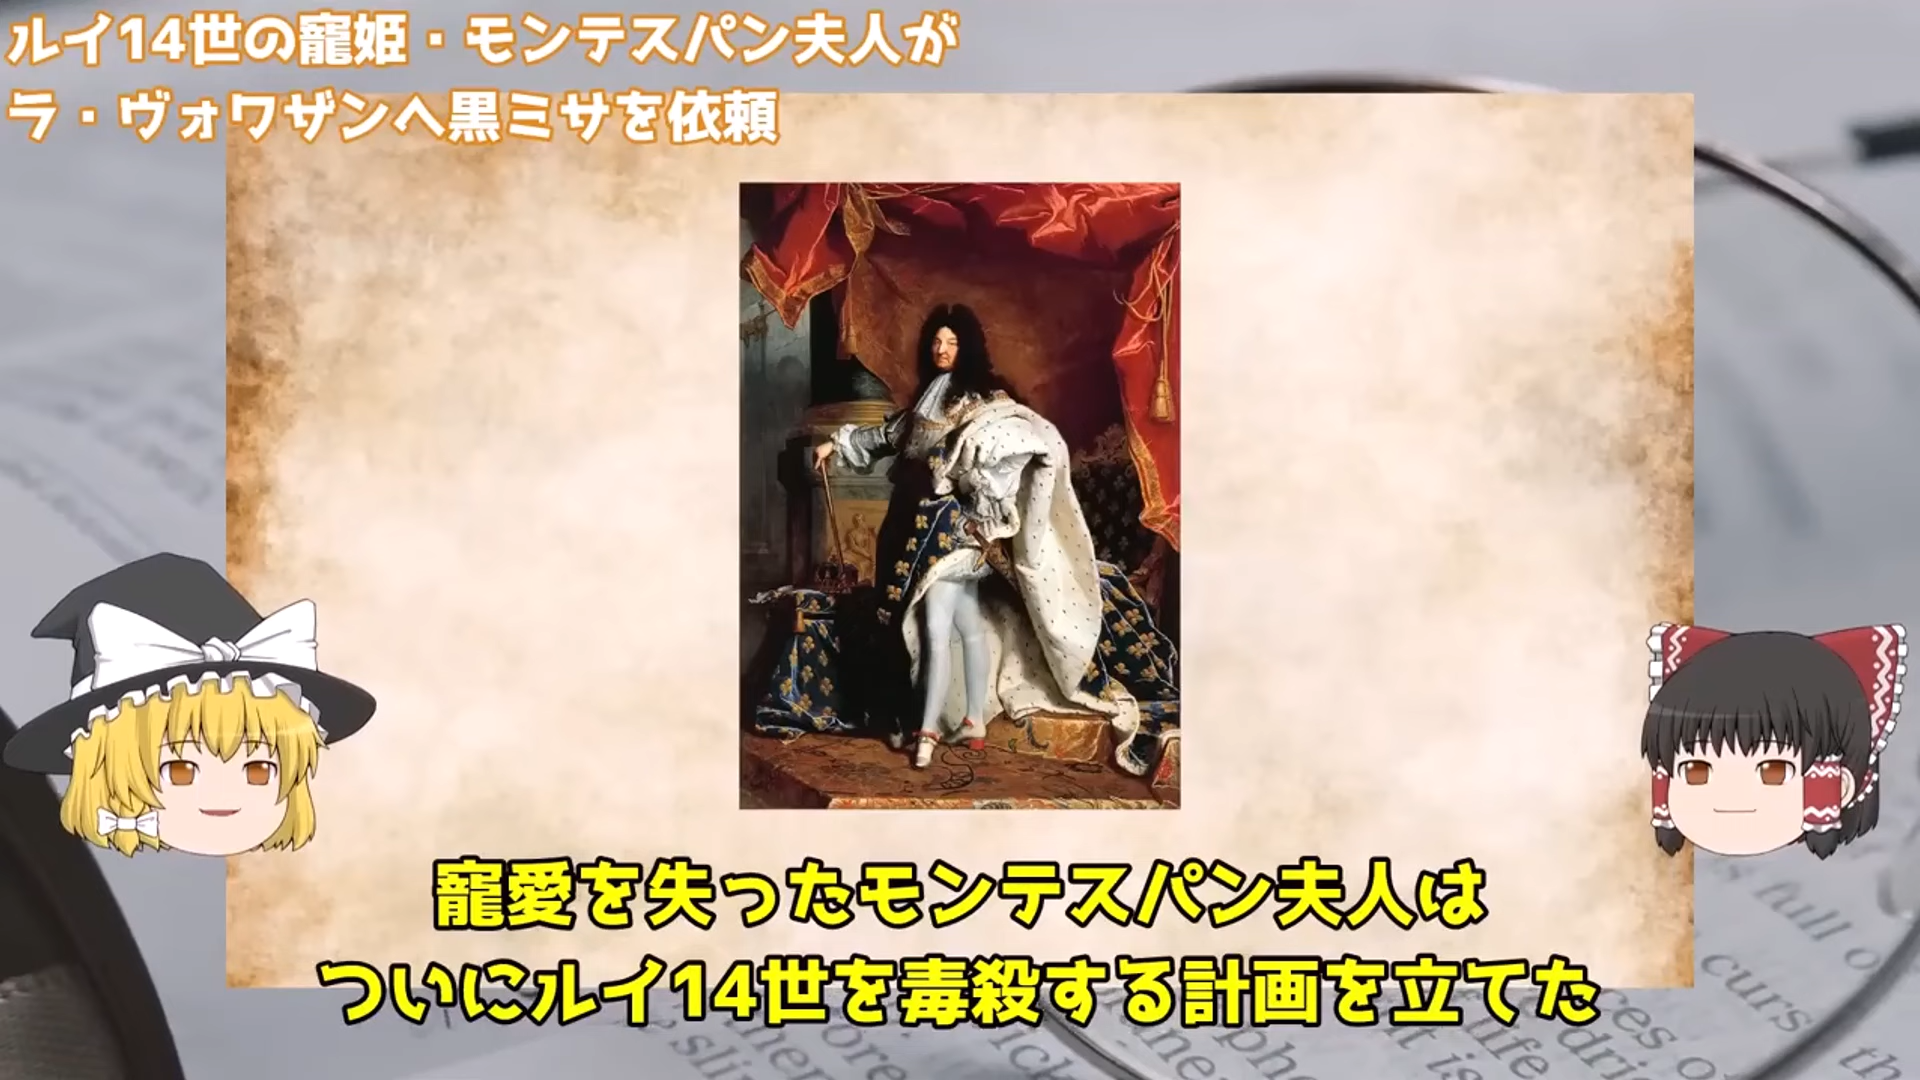 ルイ14世の寵姫・モンテスパン夫人が
ラ・ヴォワザンへ黒ミサを依頼
寵愛を失ったモンテスパン夫人は
ついにルイ14世を毒殺する計画を立てた